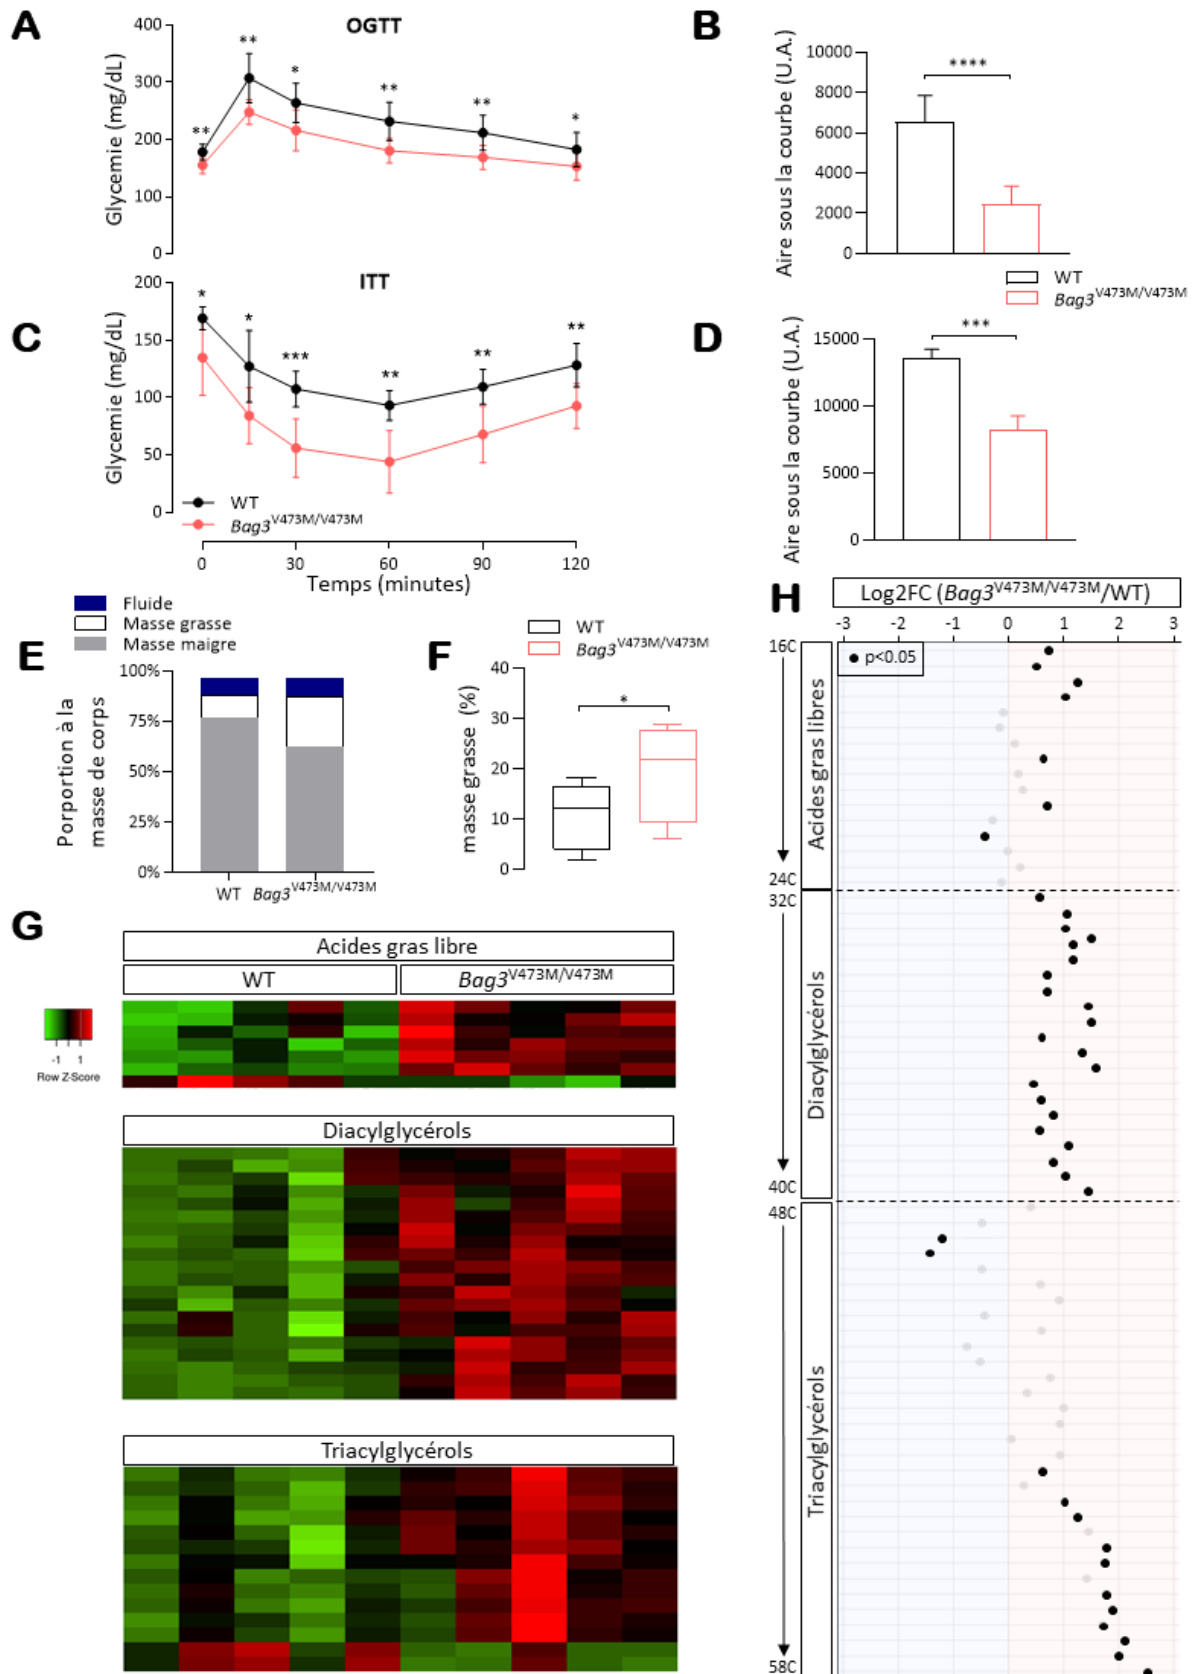 A
OGTT
Glycemie (mg/dL)
400
300
200
100
0
**
**
*
**
**
*
B
Aire sous la courbe (U.A.)
10000
8000
6000
4000
2000
0
****
WT
Bag3V473M/V473M
C
ITT
Glycemie (mg/dL)
200
150
100
50
0
*
*
***
**
**
**
WT
Bag3V473M/V473M
0
30
60
90
120
Temps (minutes)
D
Aire sous la courbe (U.A.)
15000
10000
5000
0
***
Fluide
Masse grasse
Masse maigre
E
Porportion à la
masse de corps
100%
75%
50%
25%
0%
WT
Bag3V473M/V473M
F
WT
Bag3V473M/V473M
masse grasse (%)
40
30
20
10
0
*
G
Acides gras libre
WT
Bag3V473M/V473M
-1 1
Row Z-Score
Diacylglycérols
Triacylglycérols
H
Log2FC (Bag3V473M/V473M/WT)
-3 -2 -1 0 1 2 3
p<0.05
16C
Acides gras libres
24C
32C
Diacylglycérols
40C
48C
Triacylglycérols
58C